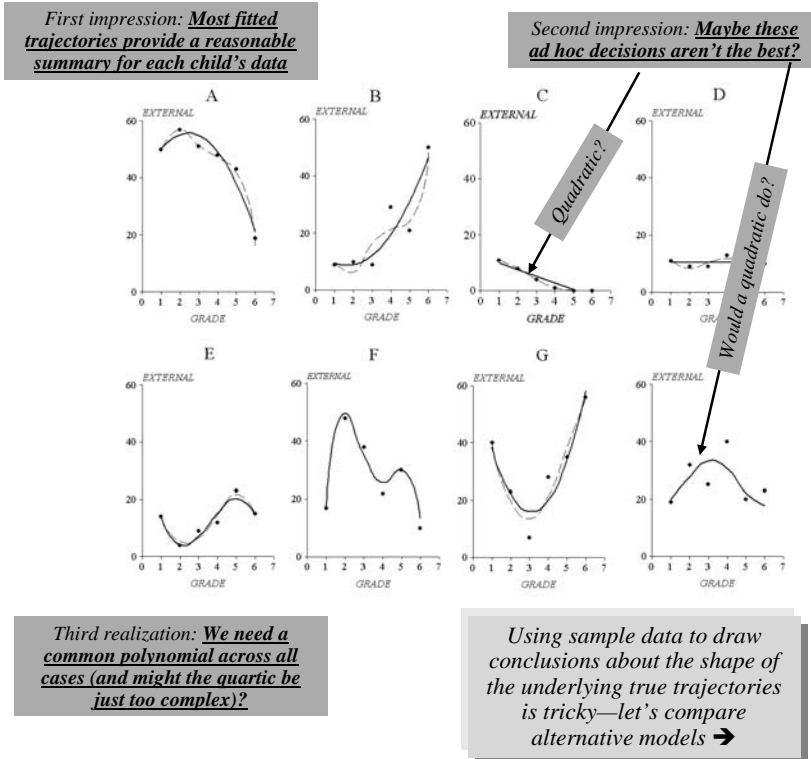 First impression: Most fitted
trajectories provide a reasonable
summary for each child's data
Second impression: Maybe these
ad hoc decisions aren't the best?
A
EXTERNAL
60
40
20
0
0 1 2 3 4 5 6 7
GRADE
B
EXTERNAL
60
40
20
0
0 1 2 3 4 5 6 7
GRADE
C
EXTERNAL
60
40
20
0
0 1 2 3 4 5 6 7
GRADE
Quadratic?
D
EXTERNAL
60
40
20
0
0 1 2 3 4 5 6 7
GRADE
Would a quadratic do?
E
EXTERNAL
60
40
20
0
0 1 2 3 4 5 6 7
GRADE
F
EXTERNAL
60
40
20
0
0 1 2 3 4 5 6 7
GRADE
G
EXTERNAL
60
40
20
0
0 1 2 3 4 5 6 7
GRADE
EXTERNAL
60
40
20
0
0 1 2 3 4 5 6 7
GRADE
Third realization: We need a
common polynomial across all
cases (and might the quartic be
just too complex)?
Using sample data to draw
conclusions about the shape of
the underlying true trajectories
is tricky—let's compare
alternative models ➔